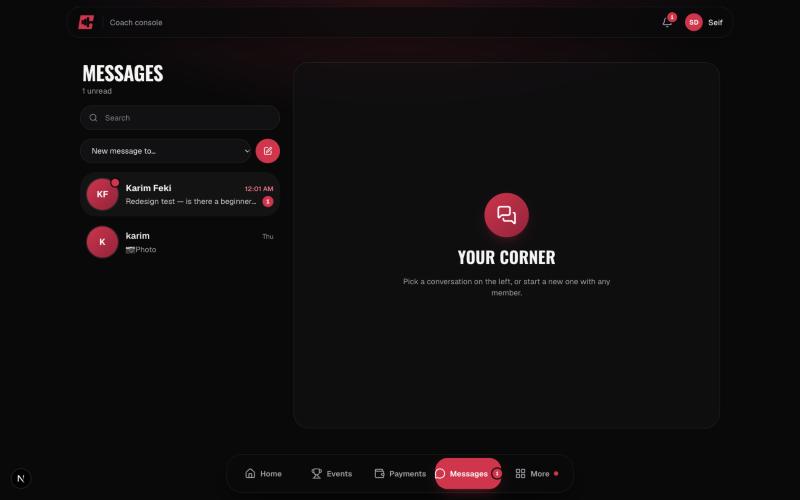 Coach console
1
SD
Seif
MESSAGES
1 unread
Search
New message to...
KF
Karim Feki
12:01 AM
Redesign test — is there a beginner...
1
K
karim
Thu
Photo
YOUR CORNER
Pick a conversation on the left, or start a new one with any
member.
N
Home
Events
Payments
Messages
1
More